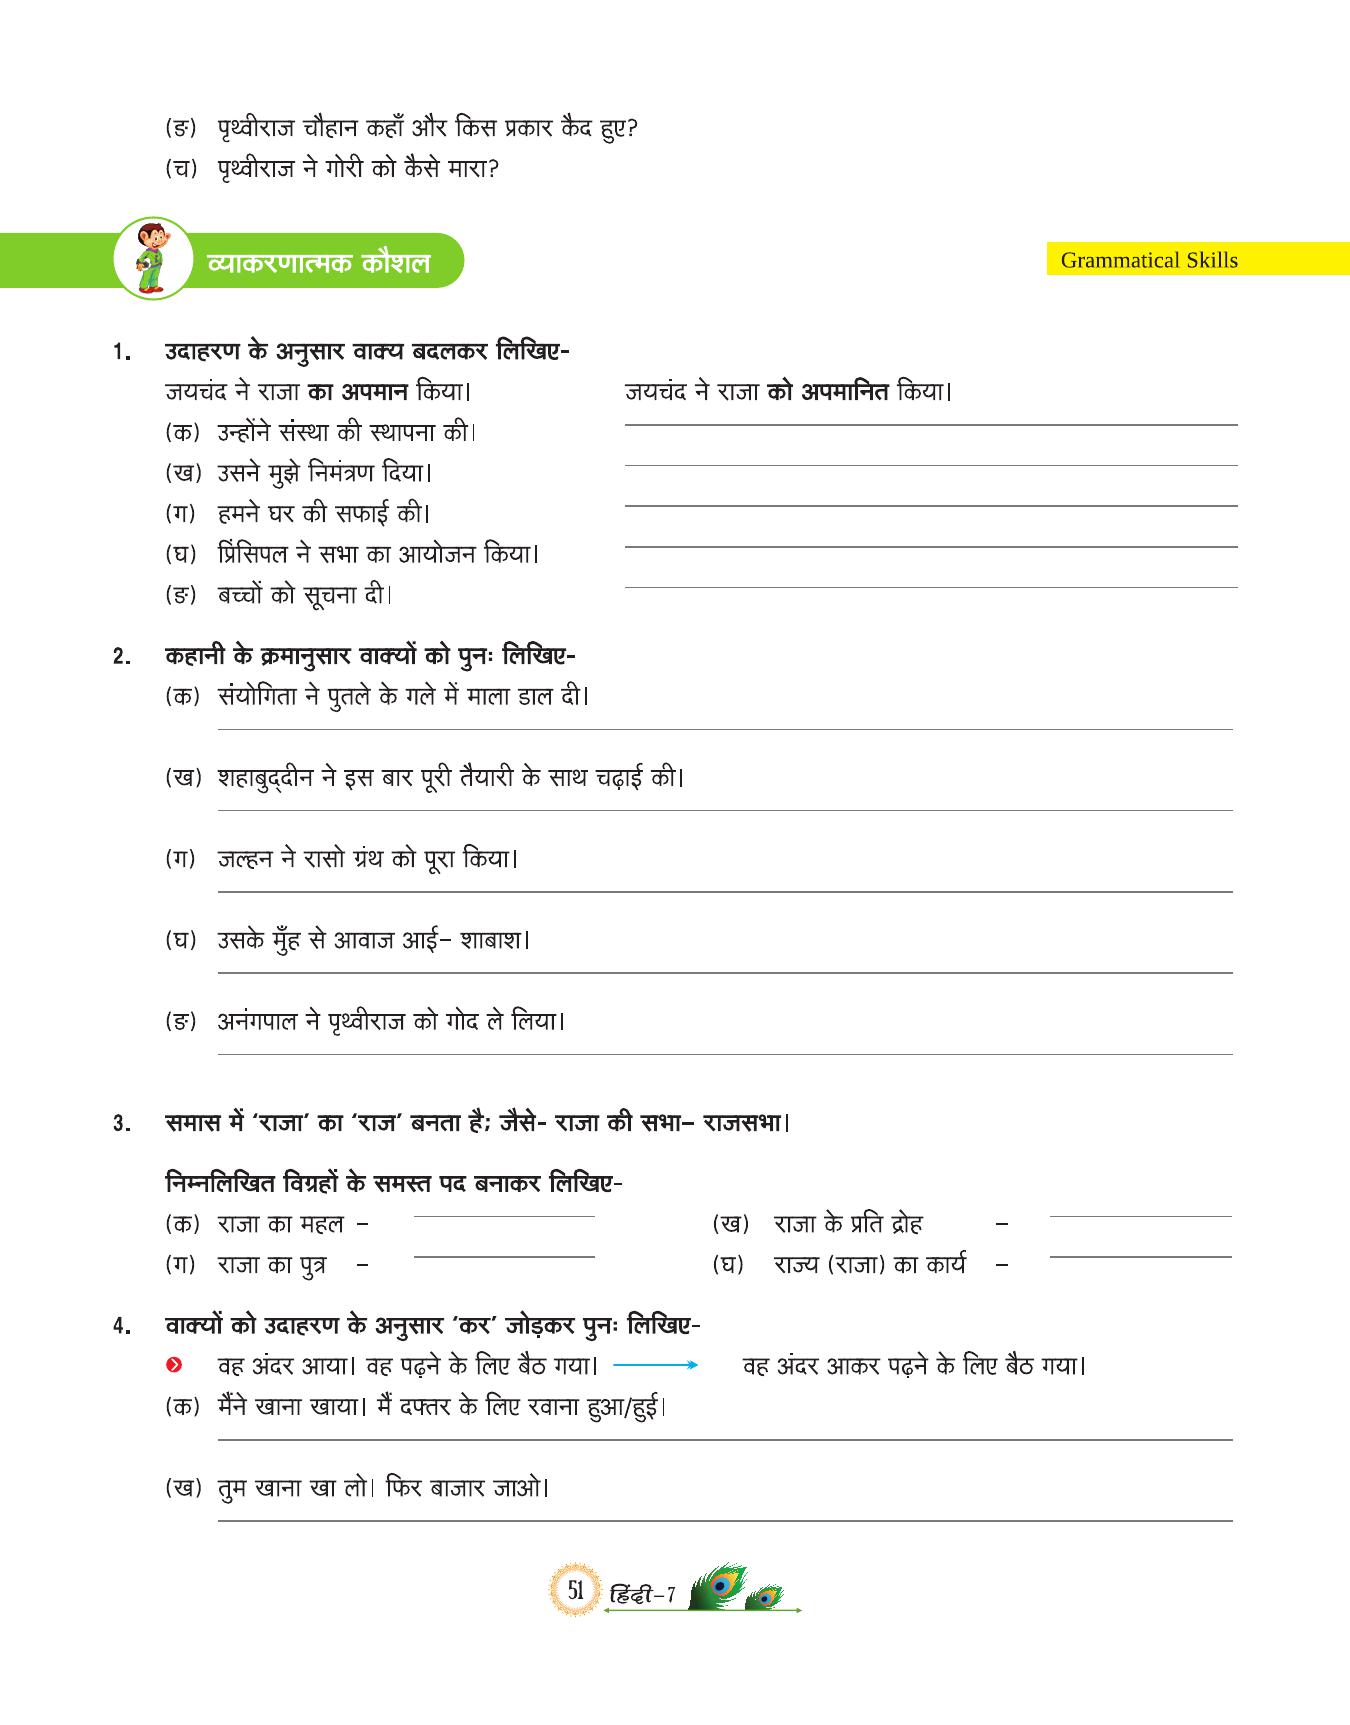 (ङ) पृथ्वीराज चौहान कहाँ और किस प्रकार कैद हुए?
(च) पृथ्वीराज ने गोरी को कैसे मारा?
व्याकरणात्मक कौशल
Grammatical Skills
1. उदाहरण के अनुसार वाक्य बदलकर लिखिए-
जयचंद ने राजा का अपमान किया। जयचंद ने राजा को अपमानित किया।
(क) उन्होंने संस्था की स्थापना की।
(ख) उसने मुझे निमंत्रण दिया।
(ग) हमने घर की सफाई की।
(घ) प्रिंसिपल ने सभा का आयोजन किया।
(ङ) बच्चों को सूचना दी।
2. कहानी के क्रमानुसार वाक्यों को पुनः लिखिए-
(क) संयोगिता ने पुतले के गले में माला डाल दी।
(ख) शहाबुद्‌दीन ने इस बार पूरी तैयारी के साथ चढ़ाई की।
(ग) जल्हन ने रासो ग्रंथ को पूरा किया।
(घ) उसके मुँह से आवाज आई– शाबाश।
(ङ) अनंगपाल ने पृथ्वीराज को गोद ले लिया।
3. समास में ‘राजा’ का ‘राज’ बनता है; जैसे- राजा की सभा– राजसभा।
निम्नलिखित विग्रहों के समस्त पद बनाकर लिखिए-
(क) राजा का महल – (ख) राजा के प्रति द्रोह –
(ग) राजा का पुत्र – (घ) राज्य (राजा) का कार्य –
4. वाक्यों को उदाहरण के अनुसार ‘कर’ जोड़कर पुनः लिखिए-
वह अंदर आया। वह पढ़ने के लिए बैठ गया। वह अंदर आकर पढ़ने के लिए बैठ गया।
(क) मैंने खाना खाया। मैं दफ्तर के लिए रवाना हुआ/हुई।
(ख) तुम खाना खा लो। फिर बाजार जाओ।
51 हिंदी–7